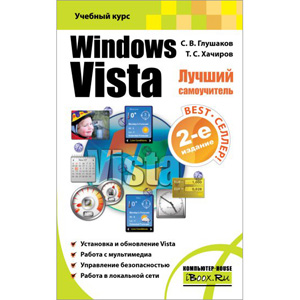 Учебный курс
Windows
Vista
С. В. Глушаков
Т. С. Хачиров
Лучший
самоучитель
BEST-СЕЛЛЕР!
2-е
издание
Vista
Установка и обновление Vista
Работа с мультимедиа
Управление безопасностью
Работа в локальной сети
КОМПЬЮТЕР-HOUSE
iBoox.Ru